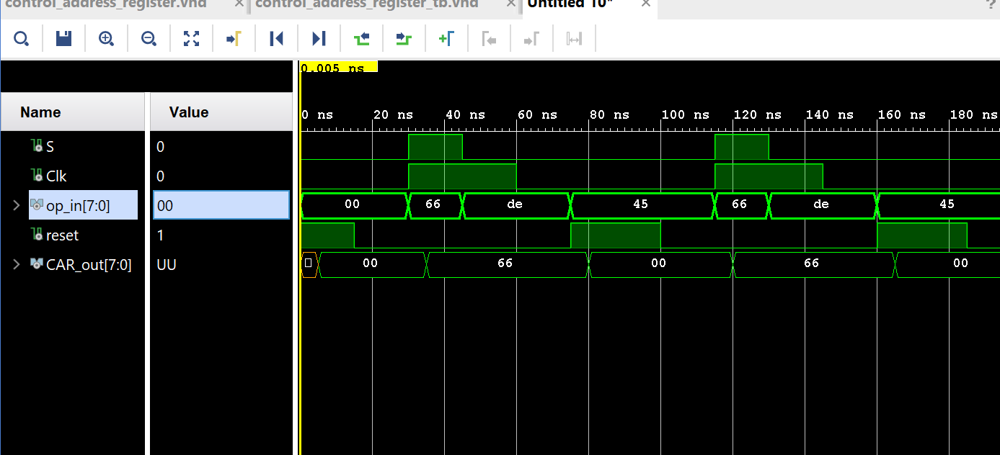 control_address_register.vhd × control_address_register_tb.vhd × Untitled 10* × ?
0.005 ns
Name Value
0 ns 20 ns 40 ns 60 ns 80 ns 100 ns 120 ns 140 ns 160 ns 180 ns
S 0
Clk 0
op_in[7:0] 00 00 66 de 45 66 de 45
reset 1
CAR_out[7:0] UU 00 66 00 66 00